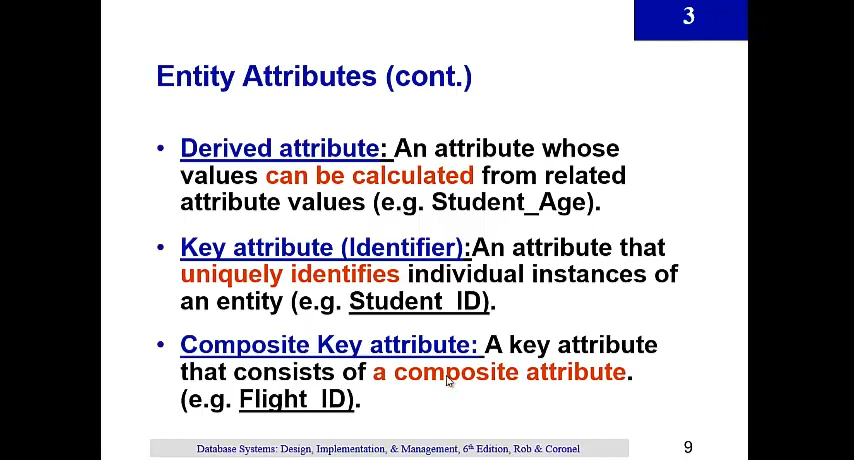 3
Entity Attributes (cont.)
• Derived attribute: An attribute whose
values can be calculated from related
attribute values (e.g. Student_Age).
• Key attribute (Identifier):An attribute that
uniquely identifies individual instances of
an entity (e.g. Student_ID).
• Composite Key attribute: A key attribute
that consists of a composite attribute.
(e.g. Flight_ID).
Database Systems: Design, Implementation, & Management, 6th Edition, Rob & Coronel
9